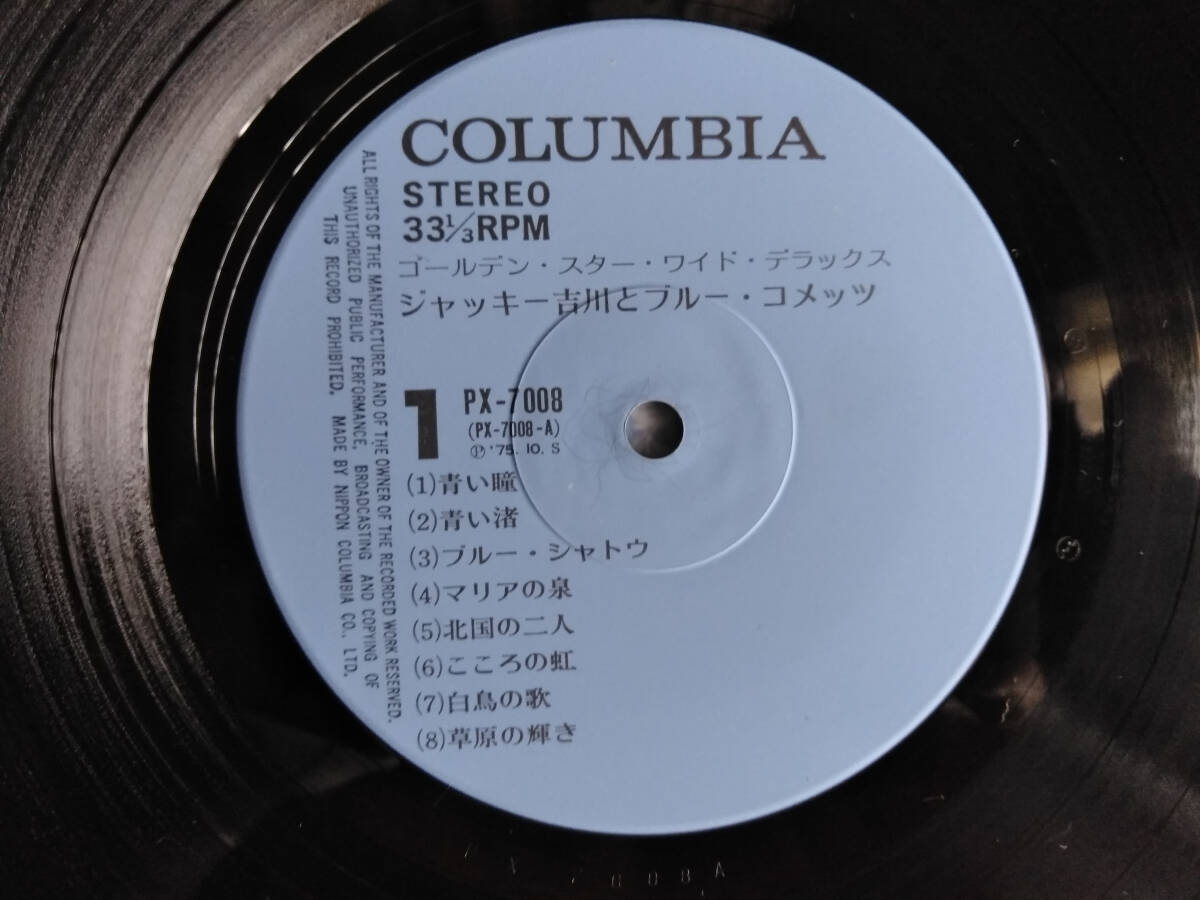 COLUMBIA
STEREO
33⅓RPM
ゴールデン・スター・ワイド・デラックス
ジャッキー吉川とブルー・コメッツ
1
PX-7008
(PX-7008-A)
Ⓟ '75. 10. S
(1)青い瞳
(2)青い渚
(3)ブルー・シャトウ
(4)マリアの泉
(5)北国の二人
(6)こころの虹
(7)白鳥の歌
(8)草原の輝き
ALL RIGHTS OF THE MANUFACTURER AND OF THE OWNER OF THE RECORDED WORK RESERVED.
UNAUTHORIZED PUBLIC PERFORMANCE, BROADCASTING AND COPYING OF
THIS RECORD PROHIBITED. MADE BY NIPPON COLUMBIA CO., LTD.